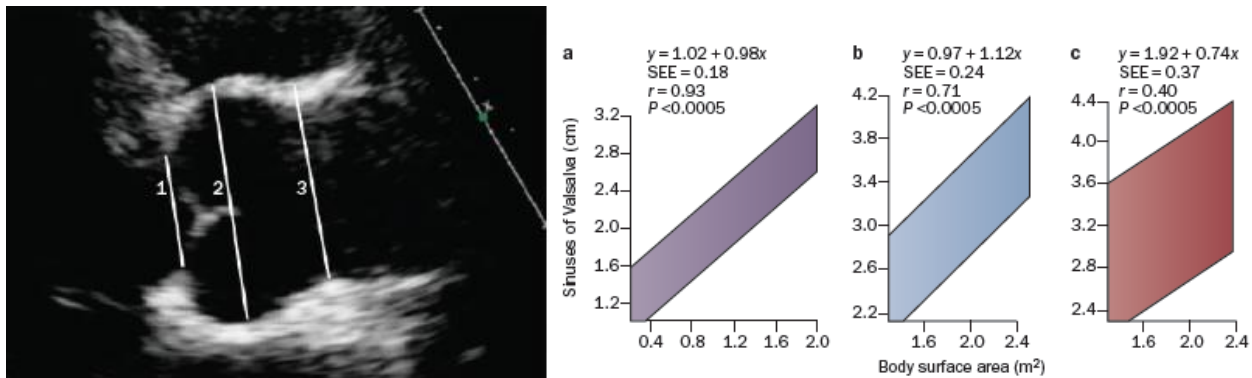 1
2
3
a
y = 1.02 + 0.98x
SEE = 0.18
r = 0.93
P <0.0005
Sinuses of Valsalva (cm)
3.2
2.8
2.4
2.0
1.6
1.2
0.4 0.8 1.2 1.6 2.0
b
y = 0.97 + 1.12x
SEE = 0.24
r = 0.71
P <0.0005
4.2
3.8
3.4
3.0
2.6
2.2
1.6 2.0 2.4
c
y = 1.92 + 0.74x
SEE = 0.37
r = 0.40
P <0.0005
4.4
4.0
3.6
3.2
2.8
2.4
1.6 2.0 2.4
Body surface area (m²)